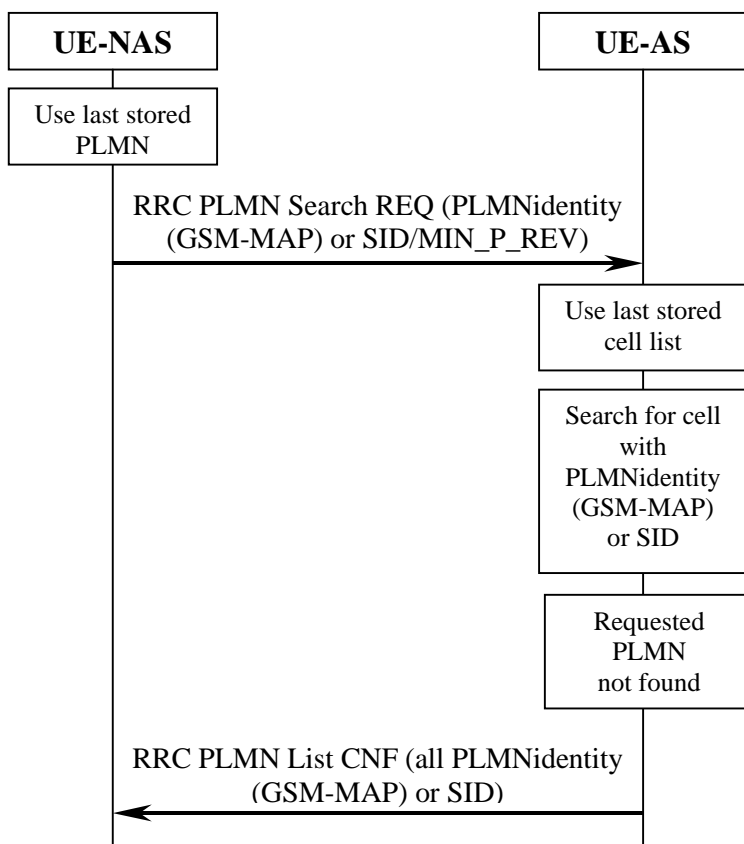 UE-NAS
UE-AS
Use last stored
PLMN
RRC PLMN Search REQ (PLMNidentity
(GSM-MAP) or SID/MIN_P_REV)
Use last stored
cell list
Search for cell
with
PLMNidentity
(GSM-MAP)
or SID
Requested
PLMN
not found
RRC PLMN List CNF (all PLMNidentity
(GSM-MAP) or SID)